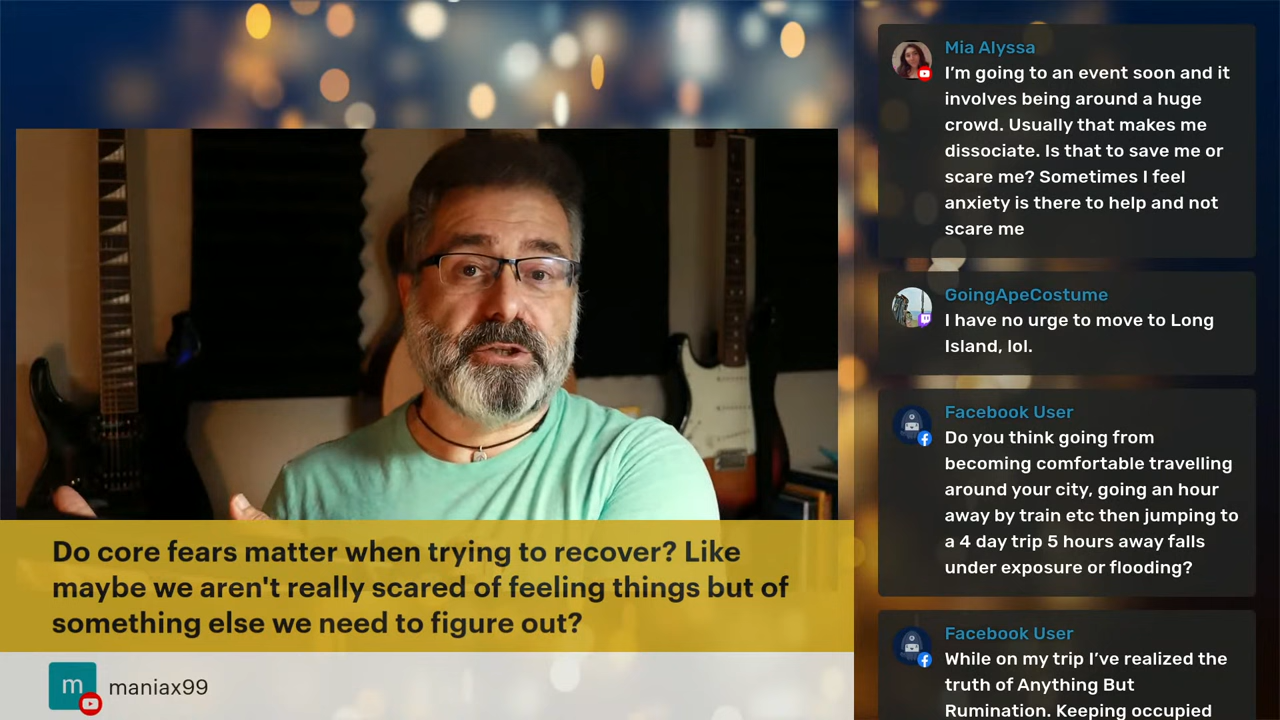 Do core fears matter when trying to recover? Like
maybe we aren't really scared of feeling things but of
something else we need to figure out?
m
maniax99
Mia Alyssa
I’m going to an event soon and it
involves being around a huge
crowd. Usually that makes me
dissociate. Is that to save me or
scare me? Sometimes I feel
anxiety is there to help and not
scare me
GoingApeCostume
I have no urge to move to Long
Island, lol.
Facebook User
Do you think going from
becoming comfortable travelling
around your city, going an hour
away by train etc then jumping to
a 4 day trip 5 hours away falls
under exposure or flooding?
Facebook User
While on my trip I’ve realized the
truth of Anything But
Rumination. Keeping occupied